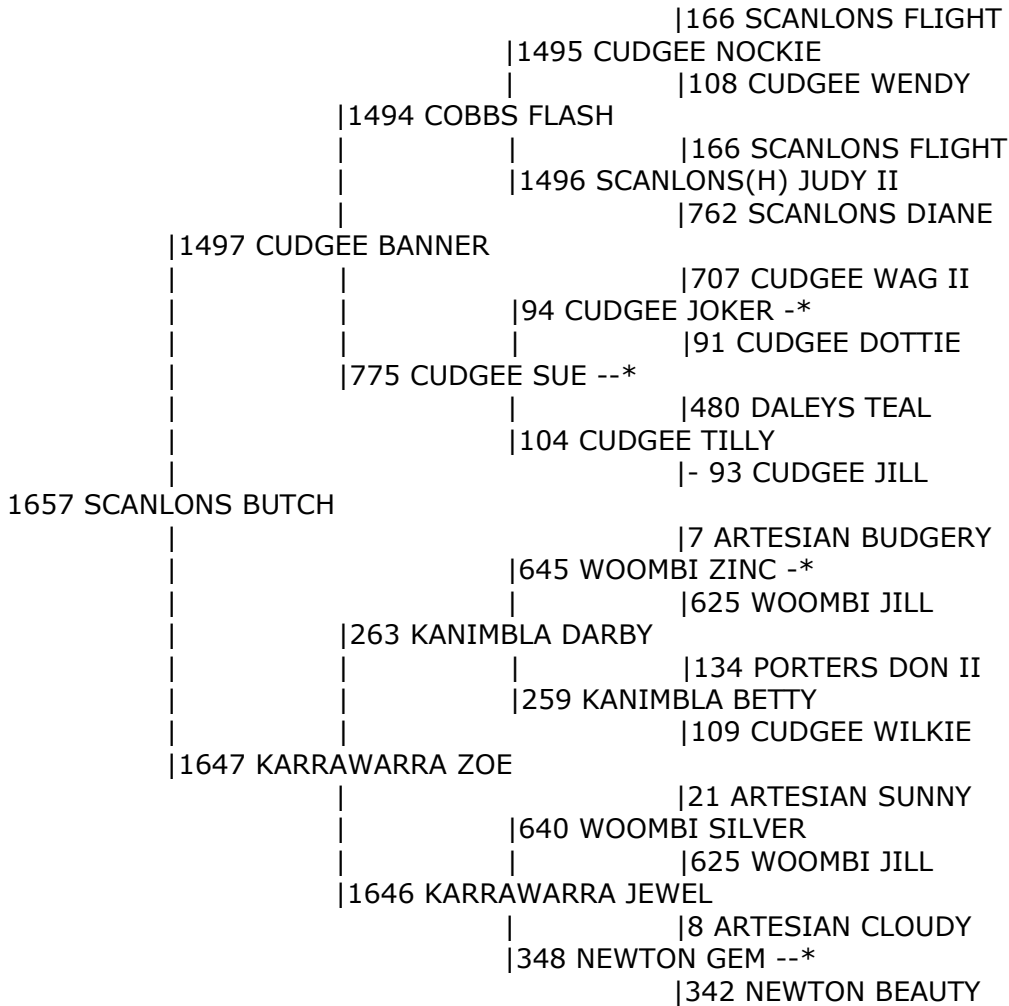 |166 SCANLONS FLIGHT
|1495 CUDGEE NOCKIE
| |108 CUDGEE WENDY
|1494 COBBS FLASH
| | |166 SCANLONS FLIGHT
| |1496 SCANLONS(H) JUDY II
| |762 SCANLONS DIANE
|1497 CUDGEE BANNER
| | |707 CUDGEE WAG II
| | |94 CUDGEE JOKER -*
| | | |91 CUDGEE DOTTIE
| |775 CUDGEE SUE --*
| | |480 DALEYS TEAL
| |104 CUDGEE TILLY
| |- 93 CUDGEE JILL
1657 SCANLONS BUTCH
| |7 ARTESIAN BUDGERY
| |645 WOOMBI ZINC -*
| | |625 WOOMBI JILL
| |263 KANIMBLA DARBY
| | | |134 PORTERS DON II
| | |259 KANIMBLA BETTY
| | |109 CUDGEE WILKIE
|1647 KARRAWARRA ZOE
| |21 ARTESIAN SUNNY
| |640 WOOMBI SILVER
| | |625 WOOMBI JILL
|1646 KARRAWARRA JEWEL
| |8 ARTESIAN CLOUDY
|348 NEWTON GEM --*
|342 NEWTON BEAUTY